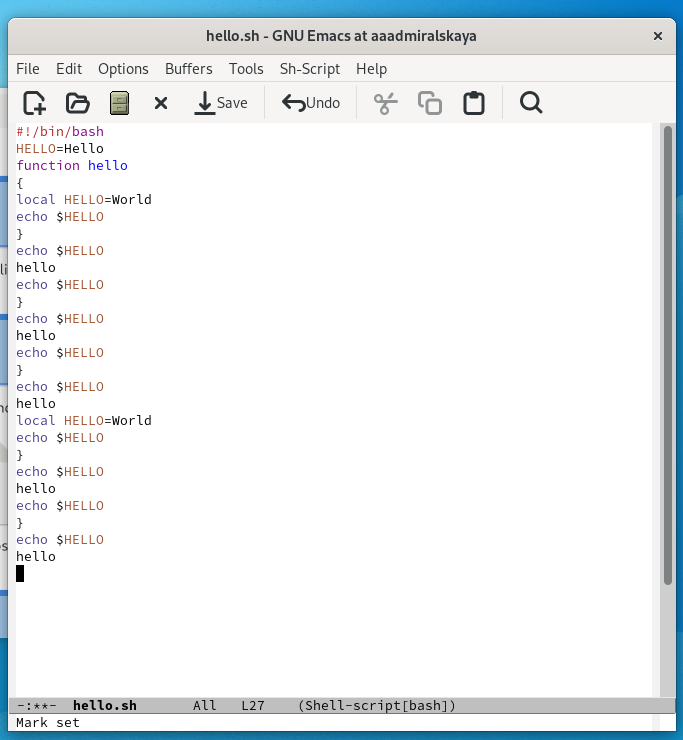 hello.sh - GNU Emacs at aaadmiralskaya
File Edit Options Buffers Tools Sh-Script Help
Save Undo
#!/bin/bash
HELLO=Hello
function hello
{
local HELLO=World
echo $HELLO
}
echo $HELLO
hello
echo $HELLO
}
echo $HELLO
hello
echo $HELLO
}
echo $HELLO
hello
local HELLO=World
echo $HELLO
}
echo $HELLO
hello
echo $HELLO
}
echo $HELLO
hello
-:**- hello.sh All L27 (Shell-script[bash])
Mark set